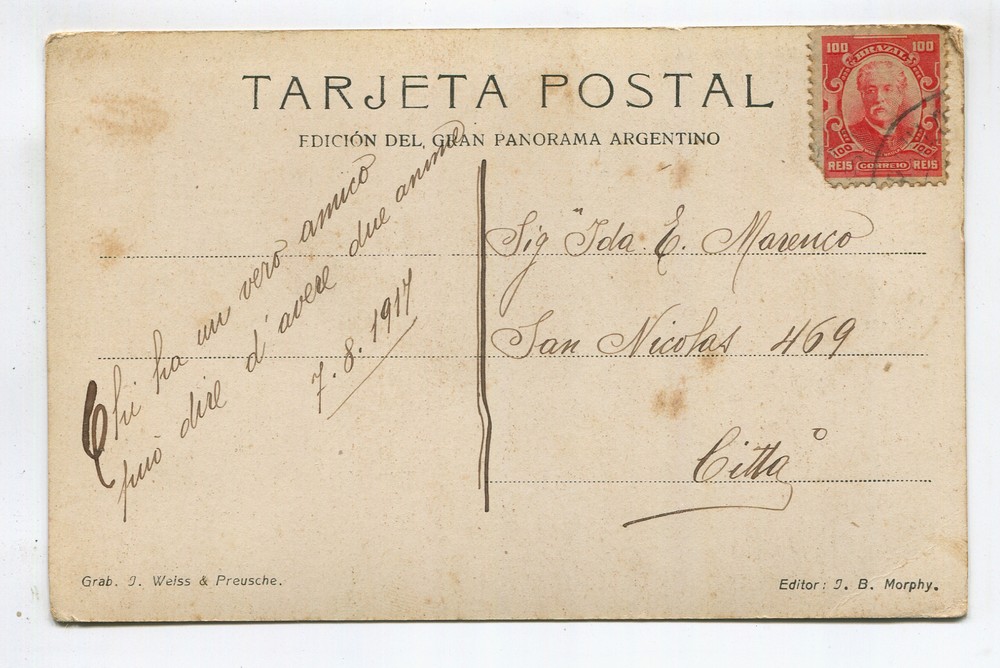 TARJETA POSTAL
EDICIÓN DEL GRAN PANORAMA ARGENTINO
100 BRAZIL 100
100 REIS CORREIO 100 REIS
Chi ha un vero amico
può dire d'avere due anime
7.8.1917
Sig.na Ida E. Marenco
San Nicolas 469
Città
Grab. J. Weiss & Preusche.
Editor: J. B. Morphy.